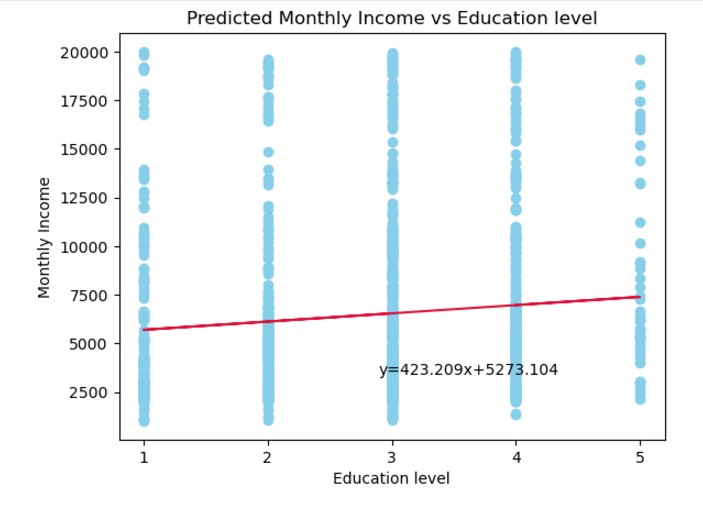 Predicted Monthly Income vs Education level
20000
17500
15000
12500
10000
7500
5000
2500
Monthly Income
y=423.209x+5273.104
1 2 3 4 5
Education level